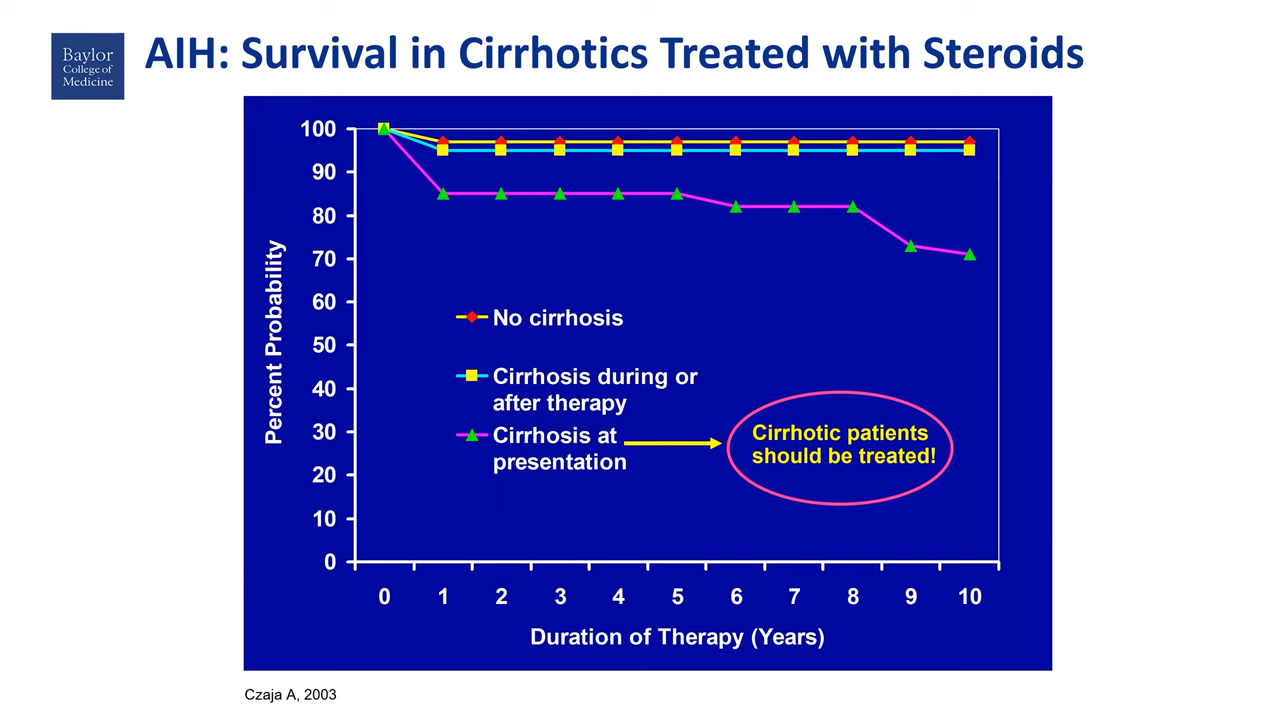 Baylor
College of
Medicine
AIH: Survival in Cirrhotics Treated with Steroids
100
90
80
70
60
50
40
30
20
10
0
Percent Probability
No cirrhosis
Cirrhosis during or
after therapy
Cirrhosis at
presentation
Cirrhotic patients
should be treated!
0 1 2 3 4 5 6 7 8 9 10
Duration of Therapy (Years)
Czaja A, 2003